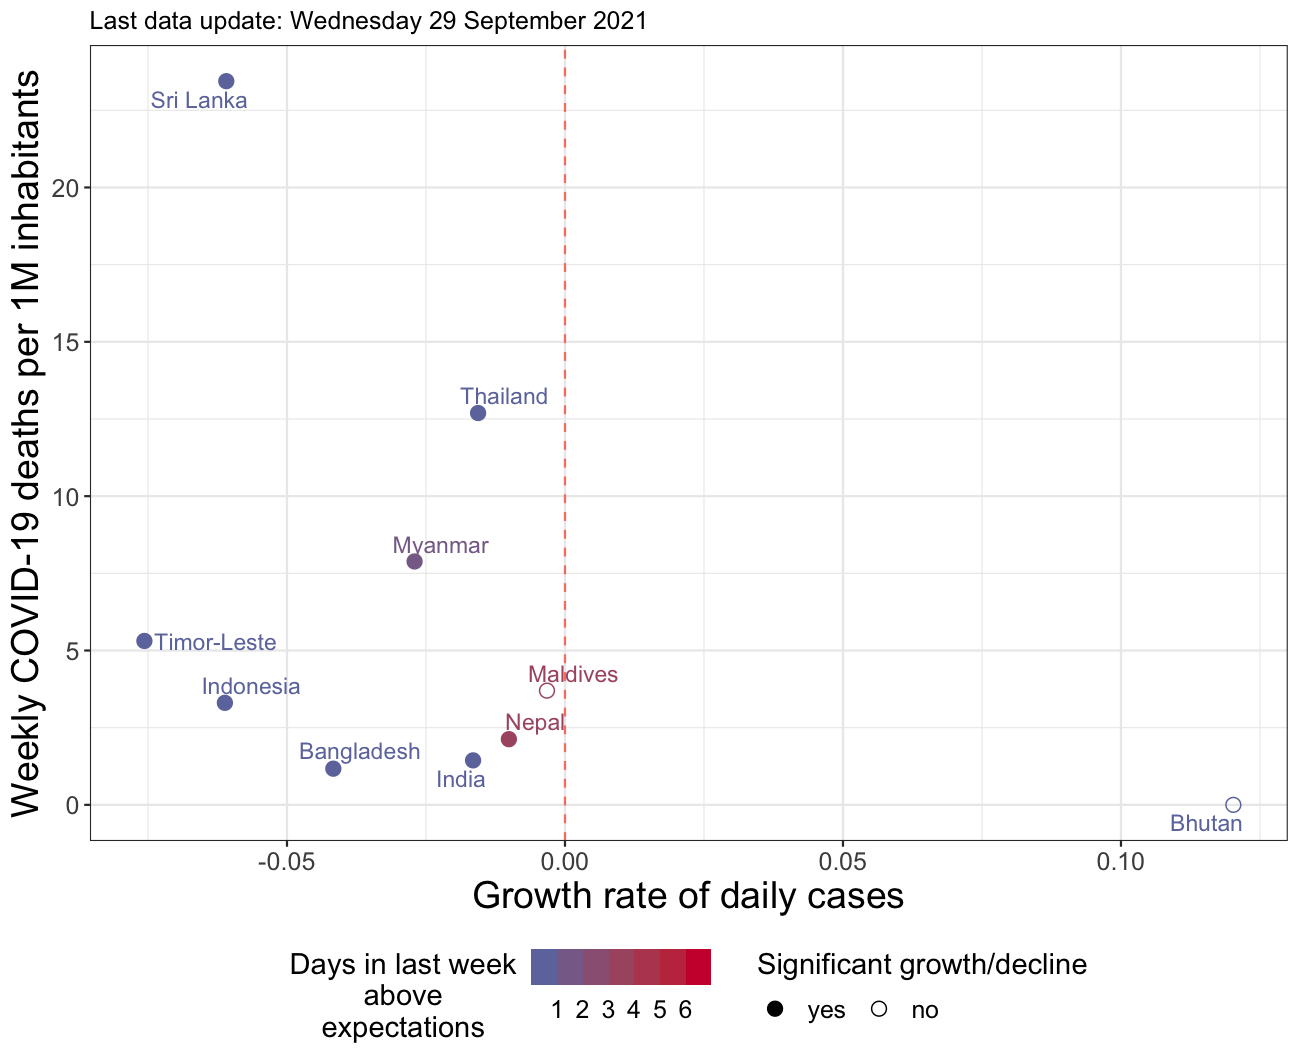 Last data update: Wednesday 29 September 2021
Weekly COVID-19 deaths per 1M inhabitants
20
15
10
5
0
Sri Lanka
Thailand
Myanmar
Timor-Leste
Maldives
Indonesia
Nepal
Bangladesh
India
Bhutan
-0.05 0.00 0.05 0.10
Growth rate of daily cases
Days in last week
above
expectations
1 2 3 4 5 6
Significant growth/decline
yes no